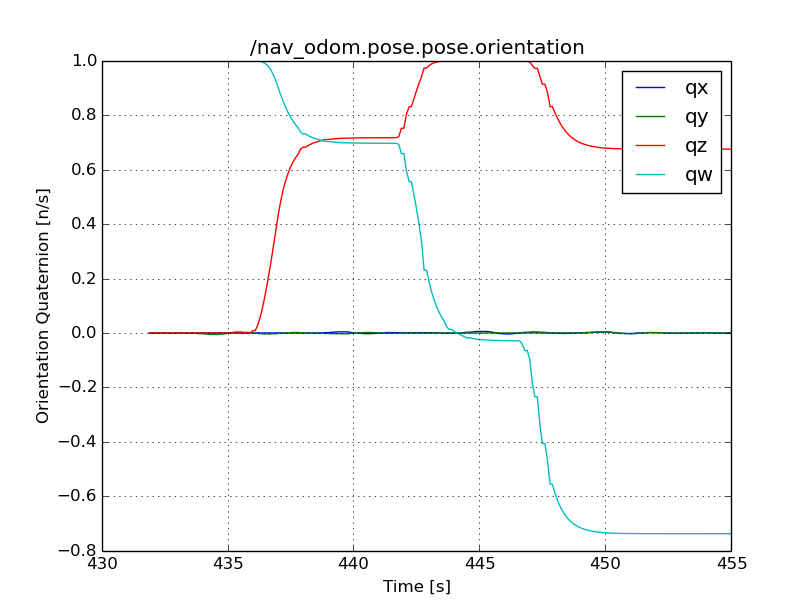 /nav_odom.pose.pose.orientation
1.0
0.8
0.6
0.4
0.2
0.0
−0.2
−0.4
−0.6
−0.8
Orientation Quaternion [n/s]
qx
qy
qz
qw
430 435 440 445 450 455
Time [s]